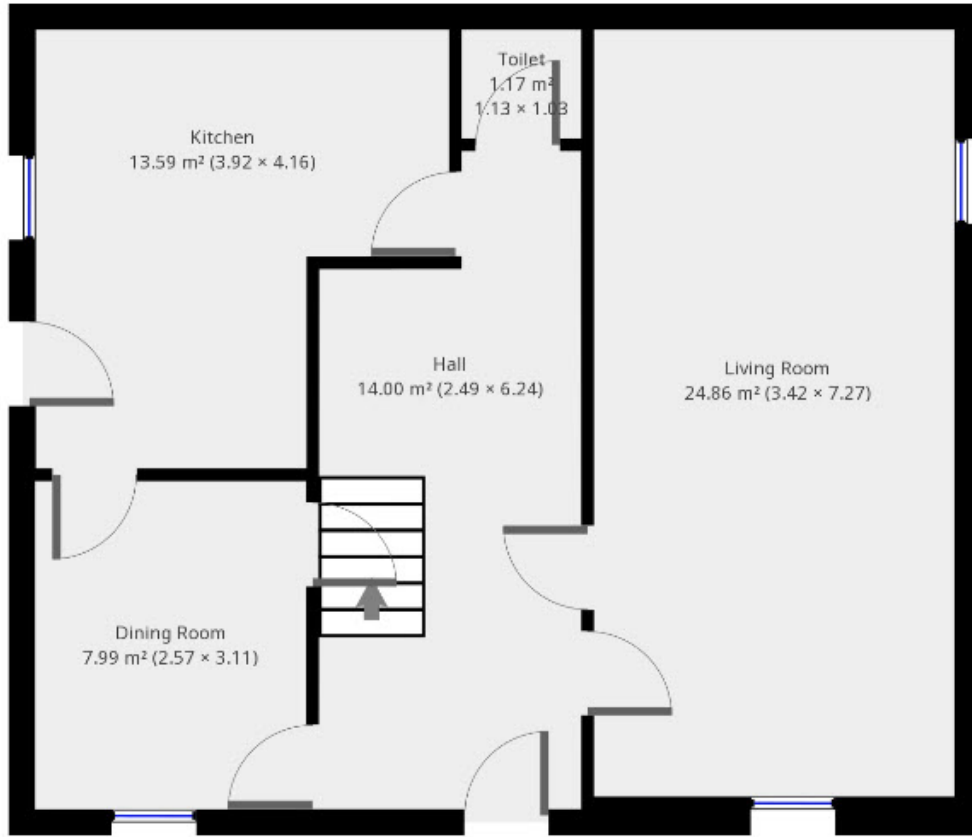 Toilet
1.17 m²
1.13 × 1.03
Kitchen
13.59 m² (3.92 × 4.16)
Hall
14.00 m² (2.49 × 6.24)
Living Room
24.86 m² (3.42 × 7.27)
Dining Room
7.99 m² (2.57 × 3.11)